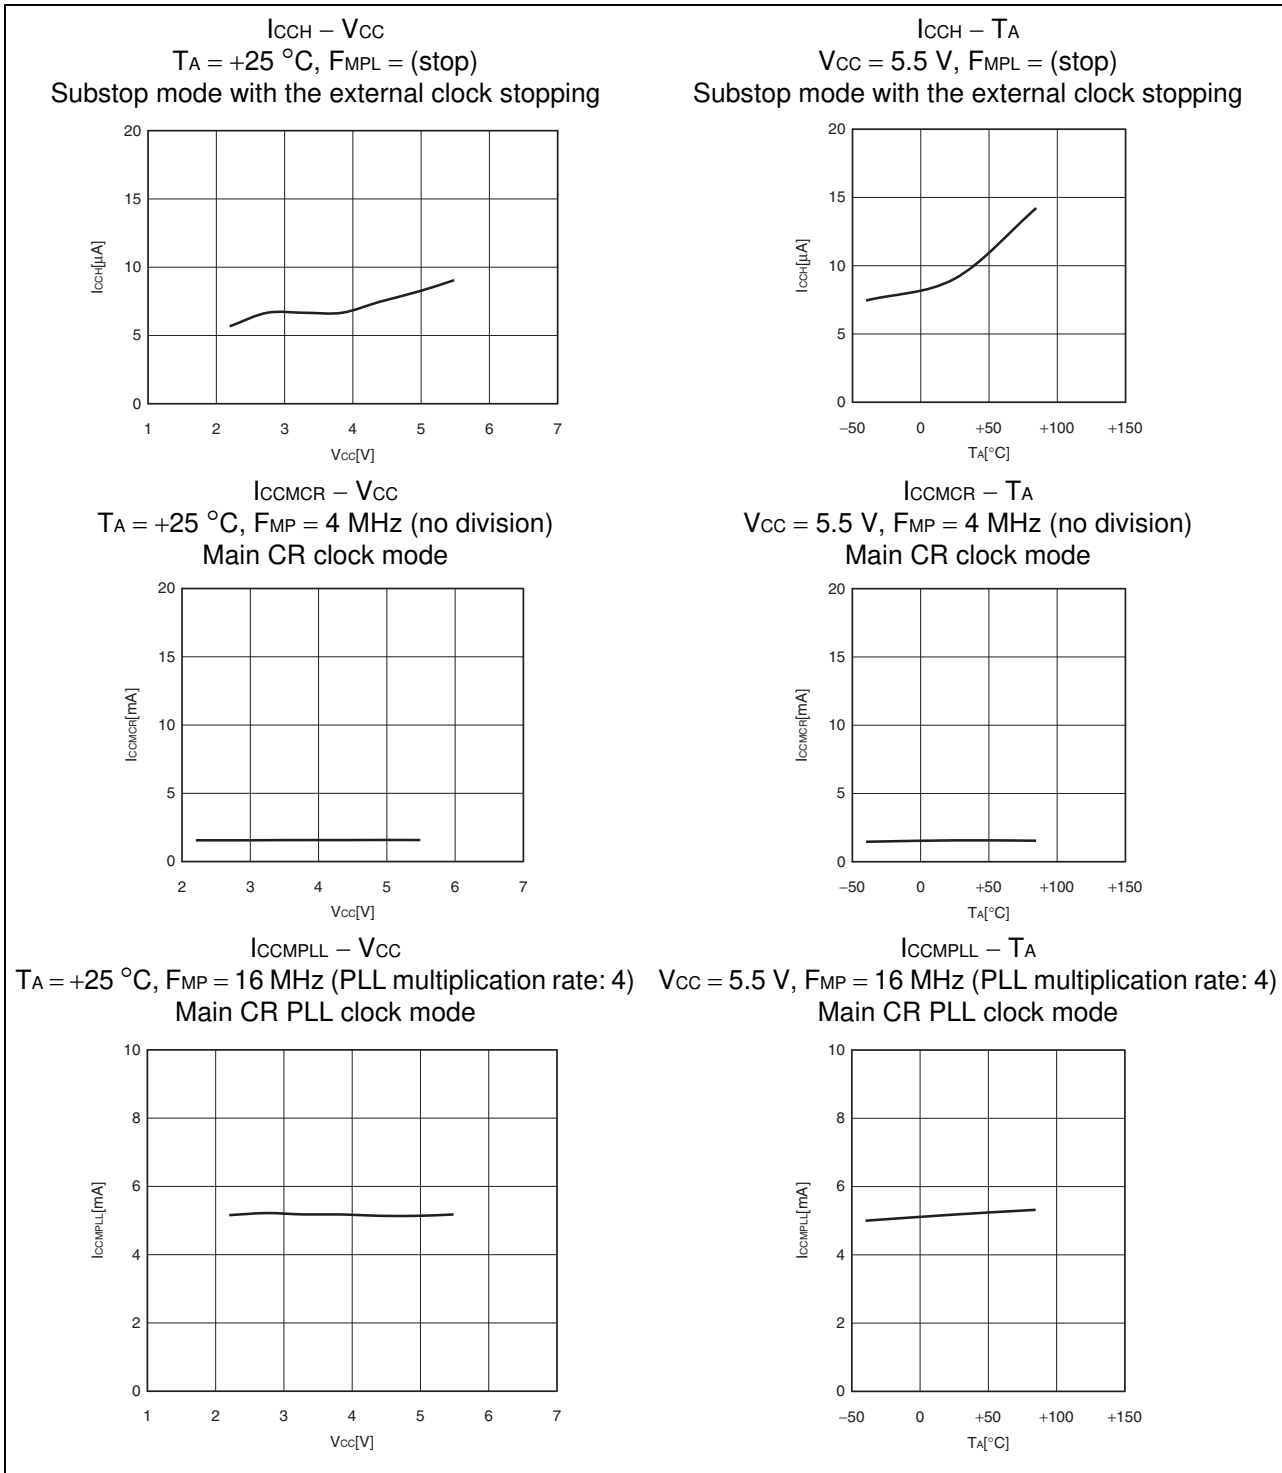 ICCH − VCC
TA = +25 °C, FMPL = (stop)
Substop mode with the external clock stopping
20
15
10
5
0
ICCH[μA]
1 2 3 4 5 6 7
VCC[V]
ICCH − TA
VCC = 5.5 V, FMPL = (stop)
Substop mode with the external clock stopping
20
15
10
5
0
ICCH[μA]
−50 0 +50 +100 +150
TA[°C]
ICCMCR − VCC
TA = +25 °C, FMP = 4 MHz (no division)
Main CR clock mode
20
15
10
5
0
ICCMCR[mA]
2 3 4 5 6 7
VCC[V]
ICCMCR − TA
VCC = 5.5 V, FMP = 4 MHz (no division)
Main CR clock mode
20
15
10
5
0
ICCMCR[mA]
−50 0 +50 +100 +150
TA[°C]
ICCMPLL − VCC
TA = +25 °C, FMP = 16 MHz (PLL multiplication rate: 4)
Main CR PLL clock mode
10
8
6
4
2
0
ICCMPLL[mA]
1 2 3 4 5 6 7
VCC[V]
ICCMPLL − TA
VCC = 5.5 V, FMP = 16 MHz (PLL multiplication rate: 4)
Main CR PLL clock mode
10
8
6
4
2
0
ICCMPLL[mA]
−50 0 +50 +100 +150
TA[°C]